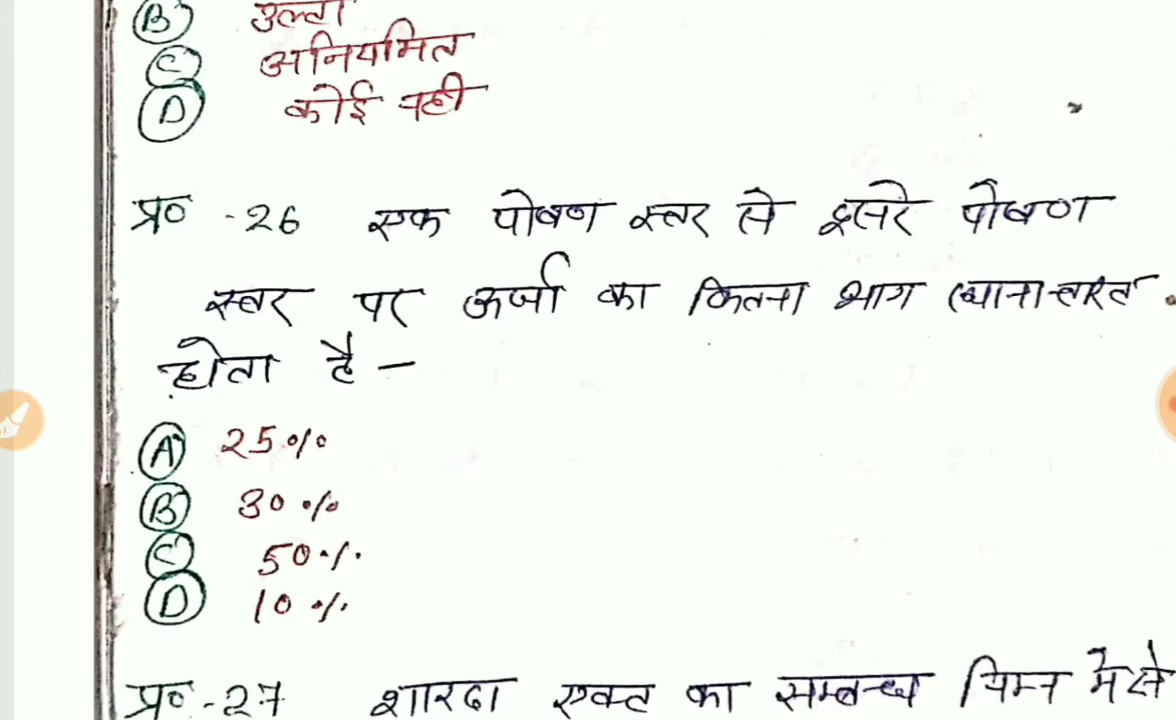 (B) उल्टा
(C) अनियमित
(D) कोई नही
प्र० - 26 एक पोषण स्तर से दूसरे पोषण
स्तर पर ऊर्जा का कितना भाग स्थानान्तरत
होता है -
(A) 25%
(B) 30%
(C) 50%
(D) 10%
प्र० - 27 शारदा एक्ट का सम्बन्ध निम्न में से